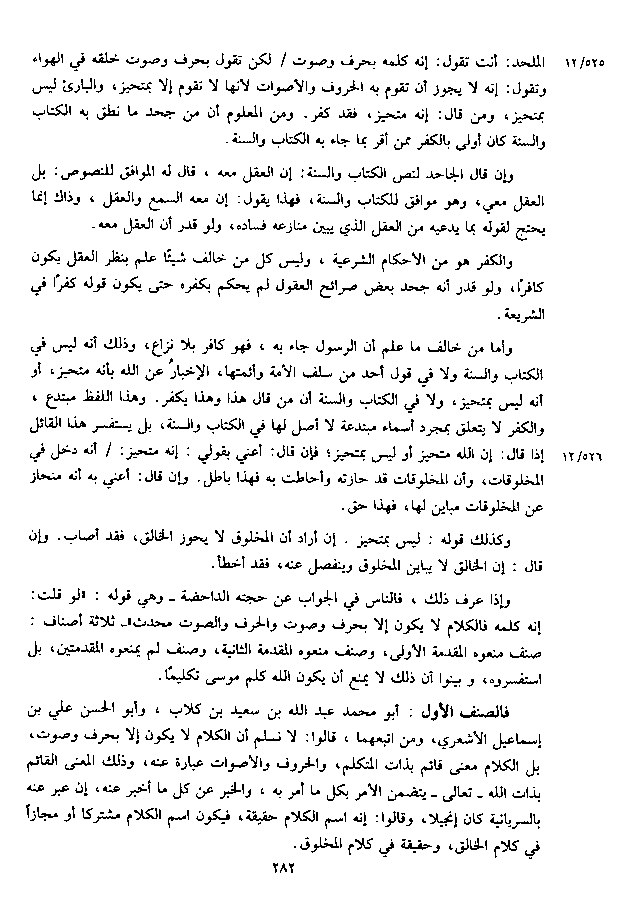 الملحد: أنت تقول: إنه كلمه بحرف وصوت / لكن تقول بحرف وصوت خلقه في الهواء ١٢/٥٢٥
وتقول: إنه لا يجوز أن تقوم به الحروف والأصوات لأنها لا تقوم إلا بمتحيز، والبارئ ليس
بمتحيز، ومن قال: إنه متحيز، فقد كفر. ومن المعلوم أن من جحد ما نطق به الكتاب
والسنة كان أولى بالكفر ممن أقر بما جاء به الكتاب والسنة.
وإن قال الجاحد لنص الكتاب والسنة: إن العقل معه ، قال له الموافق للنصوص: بل
العقل معي، وهو موافق للكتاب والسنة، فهذا يقول: إن معه السمع والعقل ، وذاك إنما
يحتج لقوله بما يدعيه من العقل الذي يبين منازعه فساده، ولو قدر أن العقل معه.
والكفر هو من الأحكام الشرعية ، وليس كل من خالف شيئًا علم بنظر العقل يكون
كافرًا، ولو قدر أنه جحد بعض صرائح العقول لم يحكم بكفره حتى يكون قوله كفرًا في
الشريعة.
وأما من خالف ما علم أن الرسول جاء به ، فهو كافر بلا نزاع، وذلك أنه ليس في
الكتاب والسنة ولا في قول أحد من سلف الأمة وأئمتها، الإخبارُ عن الله بأنه متحيز، أو
أنه ليس بمتحيز، ولا في الكتاب والسنة أن من قال هذا وهذا يكفر. وهذا اللفظ مبتدع ،
والكفر لا يتعلق بمجرد أسماء مبتدعة لا أصل لها في الكتاب والسنة، بل يستفسر هذا القائل
إذا قال: إن الله متحيز أو ليس بمتحيز؛ فإن قال: أعني بقولي : إنه متحيز: / أنه دخل في ١٢/٥٢٦
المخلوقات، وأن المخلوقات قد حازته وأحاطت به فهذا باطل. وإن قال: أعني به أنه منحاز
عن المخلوقات مباين لها، فهذا حق.
وكذلك قوله : ليس بمتحيز . إن أراد أن المخلوق لا يحوز الخالق، فقد أصاب. وإن
قال : إن الخالق لا يباين المخلوق وينفصل عنه، فقد أخطأ.
وإذا عرف ذلك ، فالناس في الجواب عن حجته الداحضة ـ وهي قوله : «لو قلت:
إنه كلمه فالكلام لا يكون إلا بحرف وصوت والحرف والصوت محدث»ـ ثلاثة أصناف :
صنف منعوه المقدمة الأولى، وصنف منعوه المقدمة الثانية، وصنف لم يمنعوه المقدمتين، بل
استفسروه، و بينوا أن ذلك لا يمنع أن يكون الله كلم موسى تكليمًا.
فالصنف الأول : أبو محمد عبد الله بن سعيد بن كلاب ، وأبو الحسن علي بن
إسماعيل الأشعري، ومن اتبعهما ، قالوا: لا نسلم أن الكلام لا يكون إلا بحرف وصوت،
بل الكلام معنى قائم بذات المتكلم، والحروف والأصوات عبارة عنه، وذلك المعنى القائم
بذات الله ـ تعالى ـ يتضمن الأمر بكل ما أمر به ، والخبر عن كل ما أخبر عنه، إن عبر عنه
بالسريانية كان إنجيلا، وقالوا: إنه اسم الكلام حقيقة، فيكون اسم الكلام مشتركا أو مجازاً
في كلام الخالق، وحقيقة في كلام المخلوق.
٢٨٢